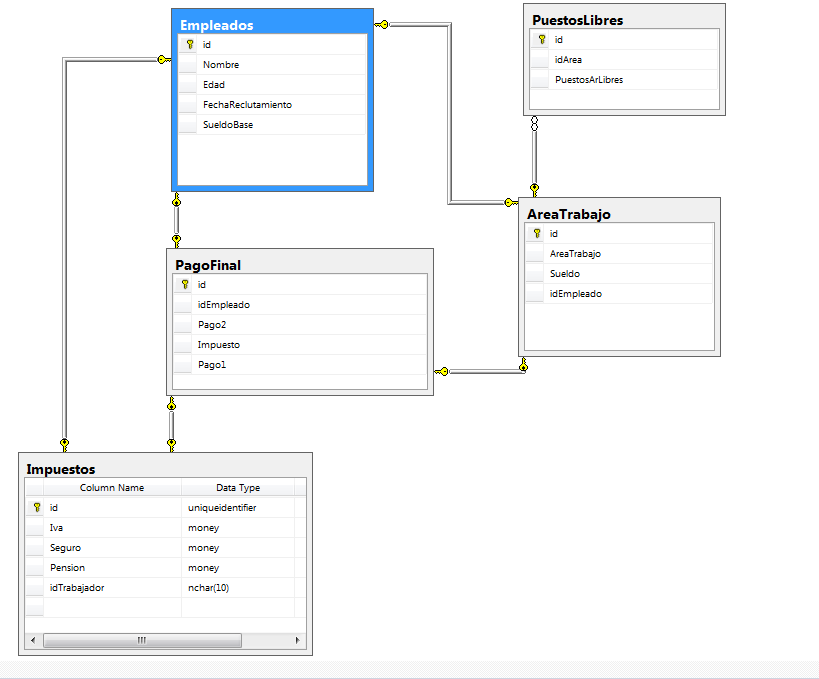 Empleados
id
Nombre
Edad
FechaReclutamiento
SueldoBase
PuestosLibres
id
idArea
PuestosArLibres
AreaTrabajo
id
AreaTrabajo
Sueldo
idEmpleado
PagoFinal
id
idEmpleado
Pago2
Impuesto
Pago1
Impuestos
Column Name Data Type
id uniqueidentifier
Iva money
Seguro money
Pension money
idTrabajador nchar(10)